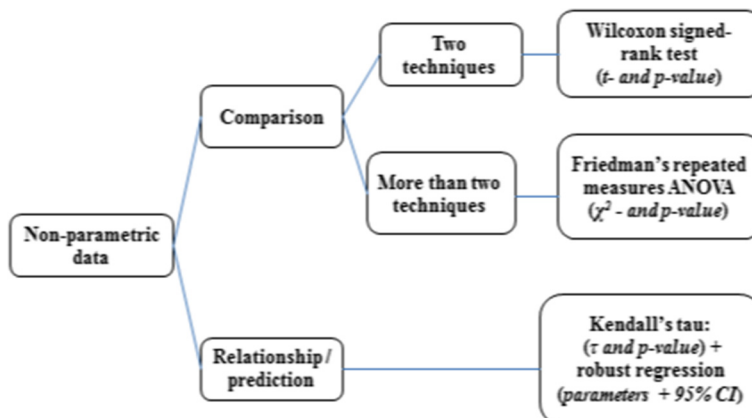 Two
techniques
Wilcoxon signed-
rank test
(t- and p-value)
Comparison
More than two
techniques
Friedman's repeated
measures ANOVA
(χ² - and p-value)
Non-parametric
data
Relationship/
prediction
Kendall's tau:
(τ and p-value) +
robust regression
(parameters + 95% CI)